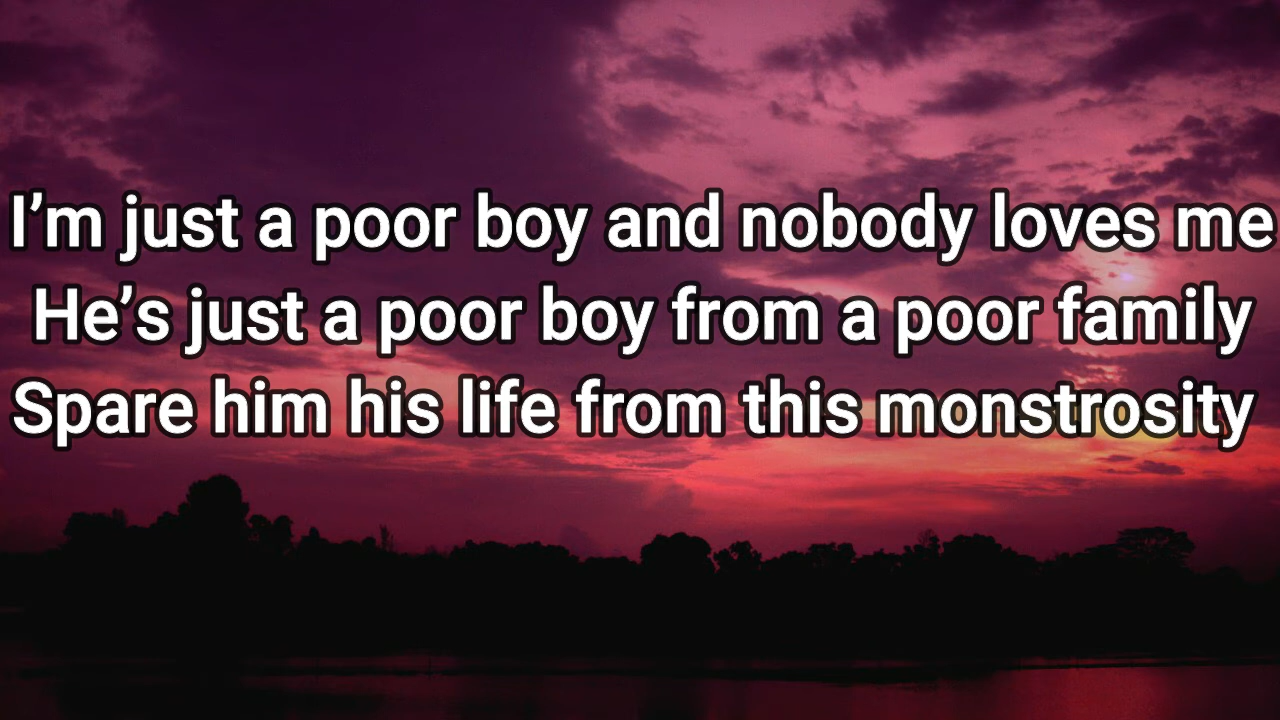 I’m just a poor boy and nobody loves me
He’s just a poor boy from a poor family
Spare him his life from this monstrosity